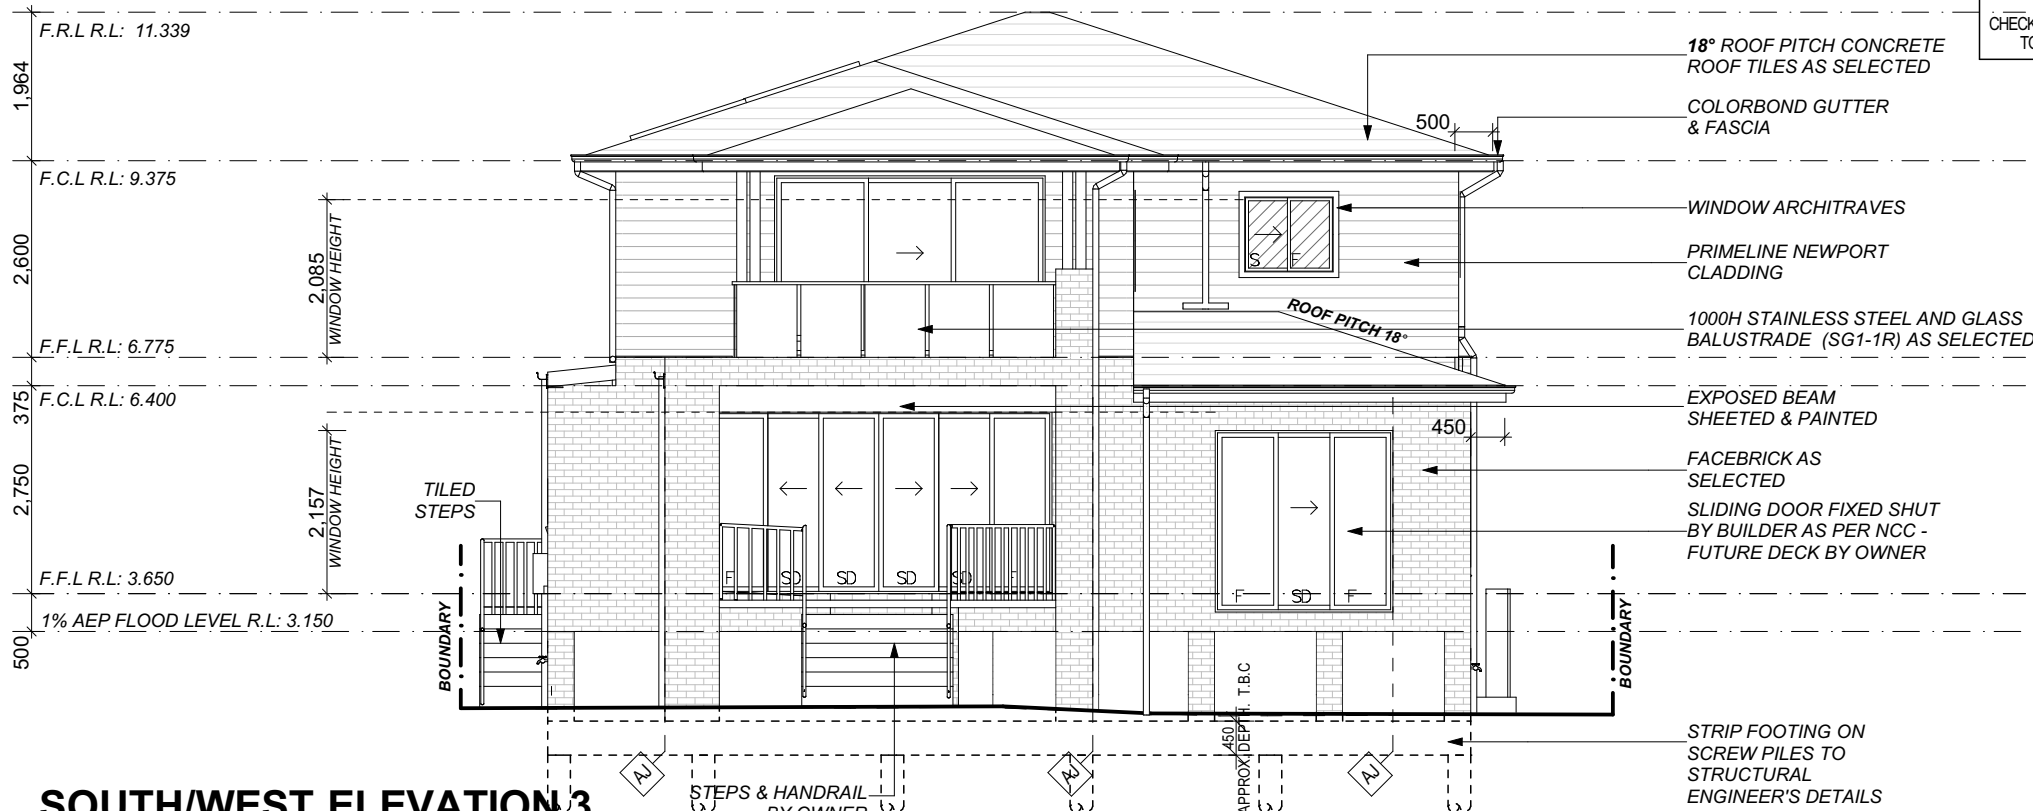 F.R.L R.L: 11.339
1,964
F.C.L R.L: 9.375
2,600
2,085
WINDOW HEIGHT
F.F.L R.L: 6.775
375
F.C.L R.L: 6.400
2,750
2,157
WINDOW HEIGHT
TILED
STEPS
F.F.L R.L: 3.650
1% AEP FLOOD LEVEL R.L: 3.150
500
BOUNDARY
CHECK
TO
18° ROOF PITCH CONCRETE
ROOF TILES AS SELECTED
500
COLORBOND GUTTER
& FASCIA
WINDOW ARCHITRAVES
S F
PRIMELINE NEWPORT
CLADDING
ROOF PITCH 18°
1000H STAINLESS STEEL AND GLASS
BALUSTRADE (SG1-1R) AS SELECTED
EXPOSED BEAM
SHEETED & PAINTED
450
FACEBRICK AS
SELECTED
SLIDING DOOR FIXED SHUT
BY BUILDER AS PER NCC -
FUTURE DECK BY OWNER
F SD SD SD SD F
F SD F
BOUNDARY
450
APPROX.DEPTH. T.B.C
STRIP FOOTING ON
SCREW PILES TO
STRUCTURAL
ENGINEER'S DETAILS
AJ
AJ
AJ
STEPS & HANDRAIL
BY OWNER
SOUTH/WEST ELEVATION 3